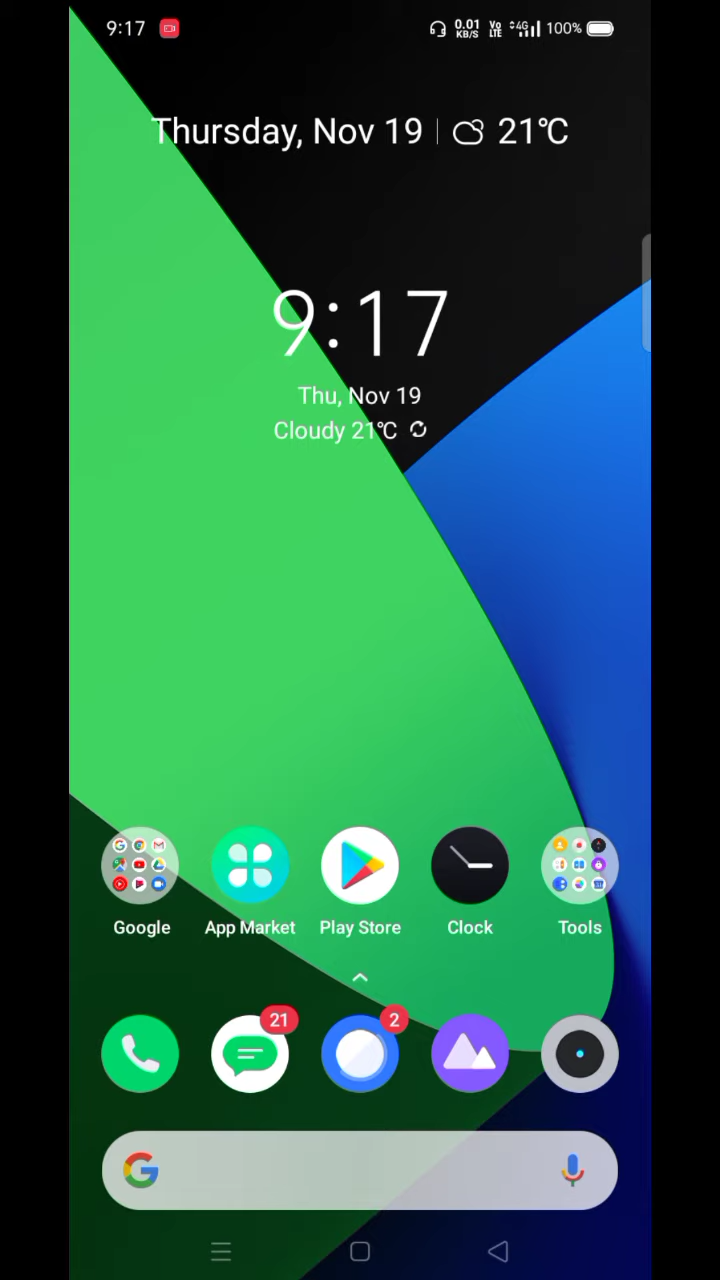 9:17
0.01 KB/S
Vo LTE
4G
100%
Thursday, Nov 19
21℃
9:17
Thu, Nov 19
Cloudy 21℃
Google
App Market
Play Store
Clock
Tools
21
2